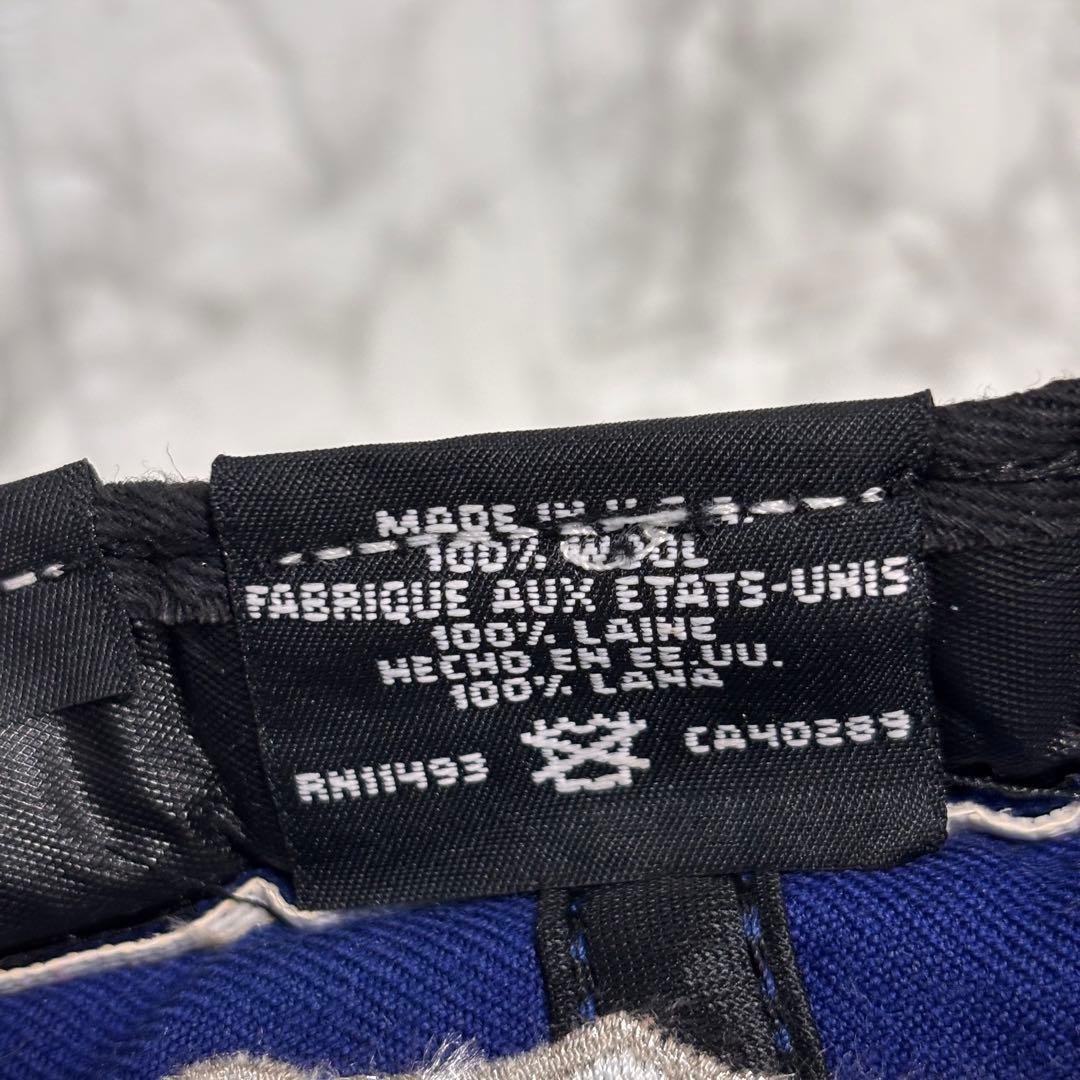 MADE IN U.S.A.
100% WOOL
FABRIQUE AUX ETATS-UNIS
100% LAINE
HECHO EN EE.UU.
100% LANA
RN11493 CA40289